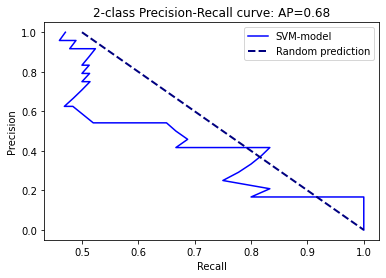 2-class Precision-Recall curve: AP=0.68
SVM-model
Random prediction
Precision
1.0
0.8
0.6
0.4
0.2
0.0
0.5
0.6
0.7
0.8
0.9
1.0
Recall